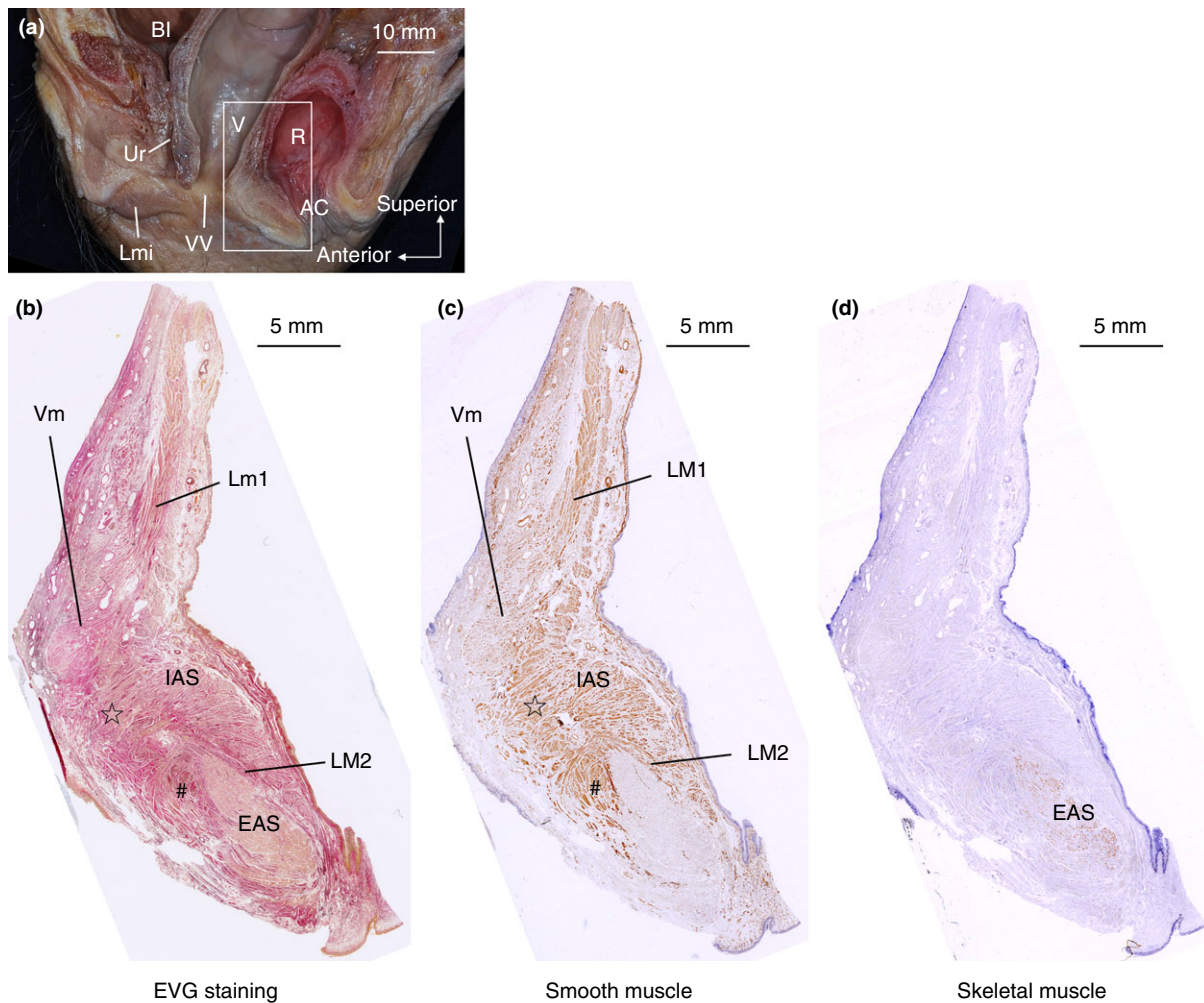 (a)
Bl
10 mm
V
R
Ur
AC
Superior
Lmi
VV
Anterior
(b)
5 mm
(c)
5 mm
(d)
5 mm
Vm
Vm
Lm1
LM1
IAS
IAS
☆
☆
LM2
LM2
#
#
EAS
EAS
EVG staining
Smooth muscle
Skeletal muscle